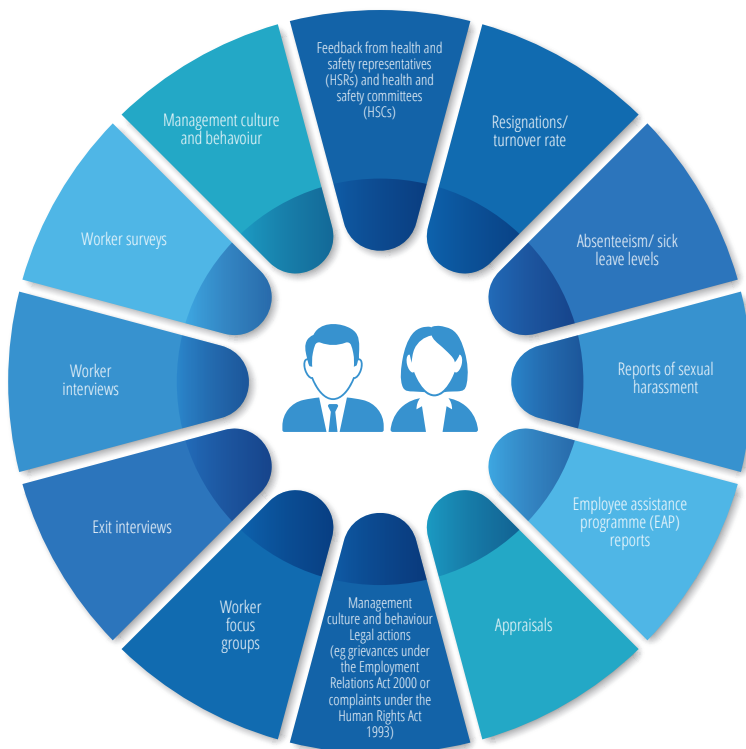 Feedback from health and
safety representatives
(HSRs) and health and
safety committees
(HSCs)
Resignations/
turnover rate
Absenteeism/ sick
leave levels
Reports of sexual
harassment
Employee assistance
programme (EAP)
reports
Appraisals
Management
culture and behaviour
Legal actions
(eg grievances under
the Employment
Relations Act 2000 or
complaints under the
Human Rights Act
1993)
Worker
focus
groups
Exit interviews
Worker
interviews
Worker surveys
Management culture
and behavoiur